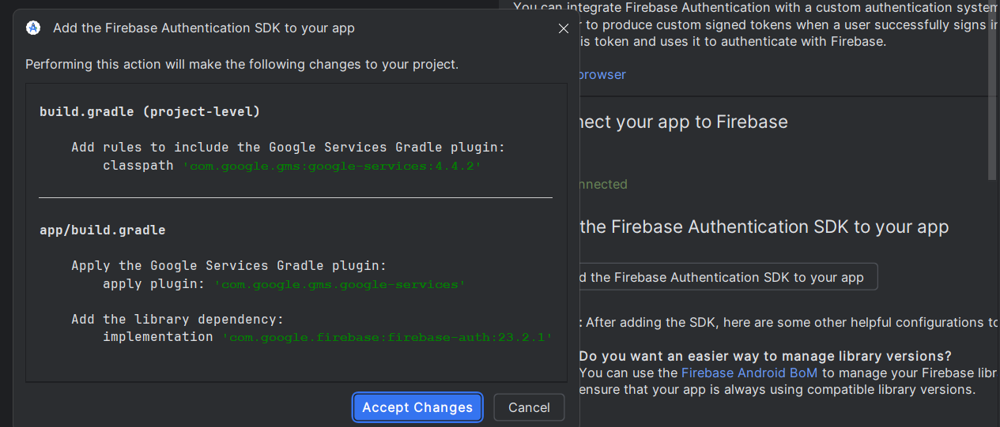 Add the Firebase Authentication SDK to your app
Performing this action will make the following changes to your project.
build.gradle (project-level)
Add rules to include the Google Services Gradle plugin:
classpath 'com.google.gms:google-services:4.4.2'
app/build.gradle
Apply the Google Services Gradle plugin:
apply plugin: 'com.google.gms.google-services'
Add the library dependency:
implementation 'com.google.firebase:firebase-auth:23.2.1'
Accept Changes
Cancel
You can integrate Firebase Authentication with a custom authentication system
to produce custom signed tokens when a user successfully signs in
is token and uses it to authenticate with Firebase.
browser
nect your app to Firebase
nnected
the Firebase Authentication SDK to your app
d the Firebase Authentication SDK to your app
: After adding the SDK, here are some other helpful configurations to
Do you want an easier way to manage library versions?
You can use the Firebase Android BoM to manage your Firebase libr
ensure that your app is always using compatible library versions.